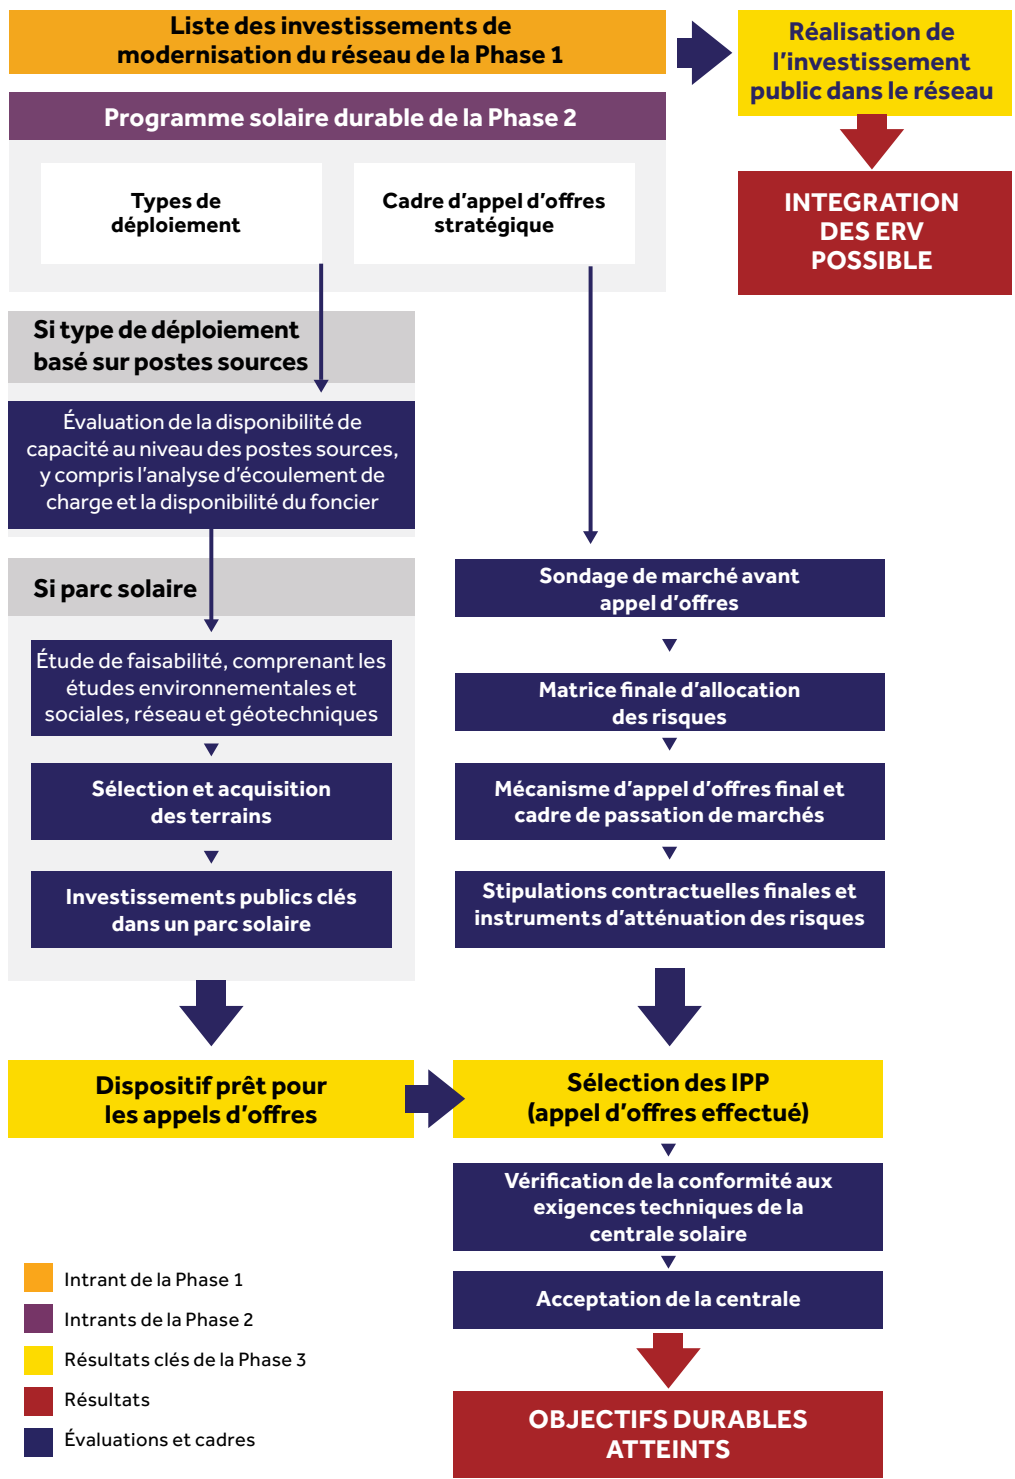 Liste des investissements de
modernisation du réseau de la Phase 1
Réalisation de
l'investissement
public dans le réseau
Programme solaire durable de la Phase 2
Types de
déploiement
Cadre d'appel d'offres
stratégique
INTEGRATION
DES ERV
POSSIBLE
Si type de déploiement
basé sur postes sources
Évaluation de la disponibilité de
capacité au niveau des postes sources,
y compris l'analyse d'écoulement de
charge et la disponibilité du foncier
Si parc solaire
Étude de faisabilité, comprenant les
études environnementales et
sociales, réseau et géotechniques
Sélection et acquisition
des terrains
Investissements publics clés
dans un parc solaire
Sondage de marché avant
appel d'offres
Matrice finale d'allocation
des risques
Mécanisme d'appel d'offres final et
cadre de passation de marchés
Stipulations contractuelles finales et
instruments d'atténuation des risques
Dispositif prêt pour
les appels d'offres
Sélection des IPP
(appel d'offres effectué)
Vérification de la conformité aux
exigences techniques de la
centrale solaire
Acceptation de la centrale
OBJECTIFS DURABLES
ATTEINTS
Intrant de la Phase 1
Intrants de la Phase 2
Résultats clés de la Phase 3
Résultats
Évaluations et cadres